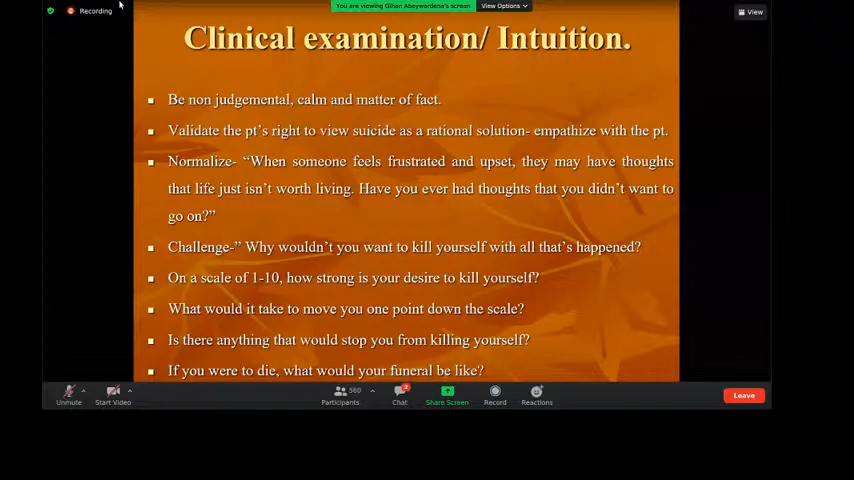 Recording
You are viewing Gihan Abeywardena's screen
View Options
View
Clinical examination/ Intuition.
Be non judgemental, calm and matter of fact.
Validate the pt's right to view suicide as a rational solution- empathize with the pt.
Normalize- “When someone feels frustrated and upset, they may have thoughts
that life just isn't worth living. Have you ever had thoughts that you didn't want to
go on?”
Challenge-” Why wouldn't you want to kill yourself with all that's happened?
On a scale of 1-10, how strong is your desire to kill yourself?
What would it take to move you one point down the scale?
Is there anything that would stop you from killing yourself?
If you were to die, what would your funeral be like?
Unmute
Start Video
560
Participants
2
Chat
Share Screen
Record
Reactions
Leave